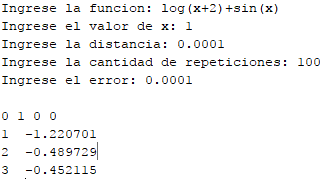 Ingrese la funcion: log(x+2)+sin(x)
Ingrese el valor de x: 1
Ingrese la distancia: 0.0001
Ingrese la cantidad de repeticiones: 100
Ingrese el error: 0.0001
0 1 0 0
1 -1.220701
2 -0.489729
3 -0.452115